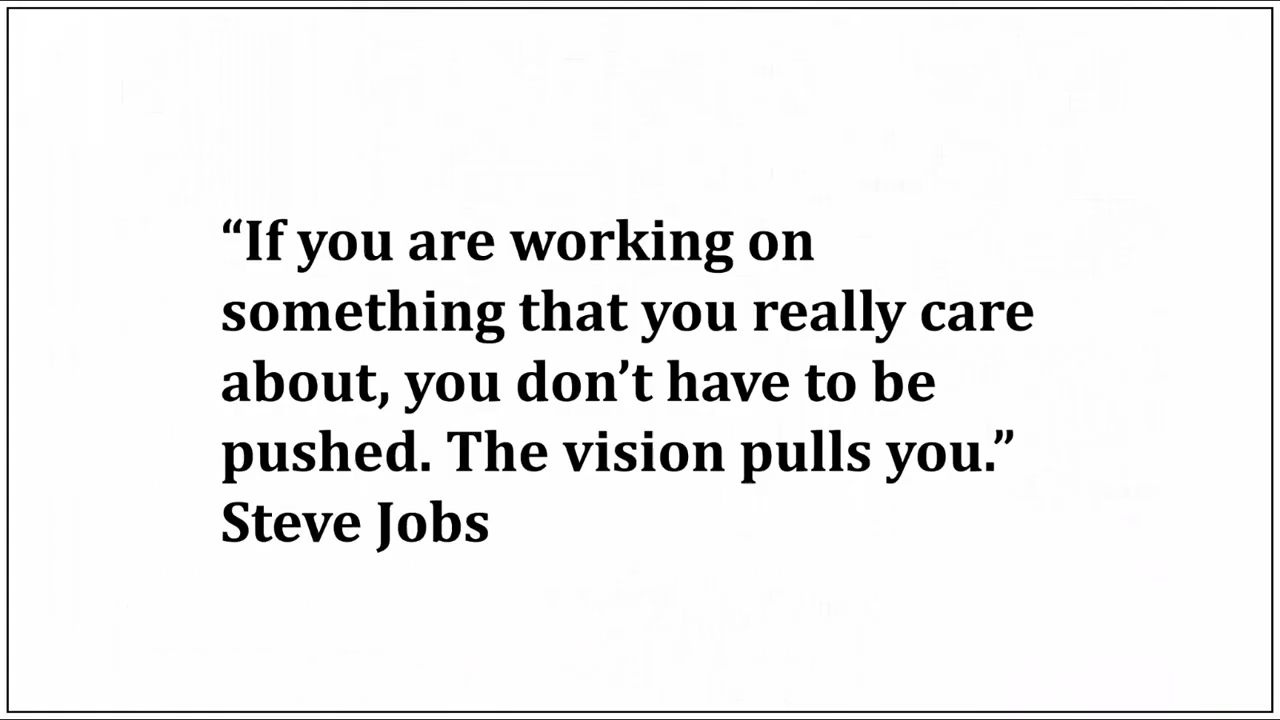 “If you are working on
something that you really care
about, you don’t have to be
pushed. The vision pulls you.”
Steve Jobs